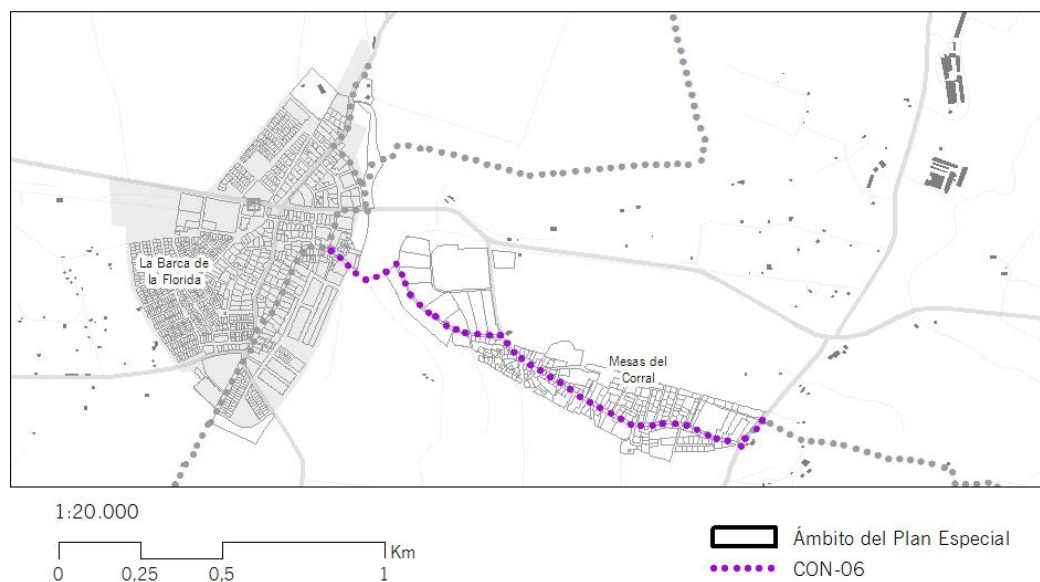 La Barca de
la Florida
Mesas del
Corral
1:20.000
Km
0 0,25 0,5 1
Ámbito del Plan Especial
CON-06